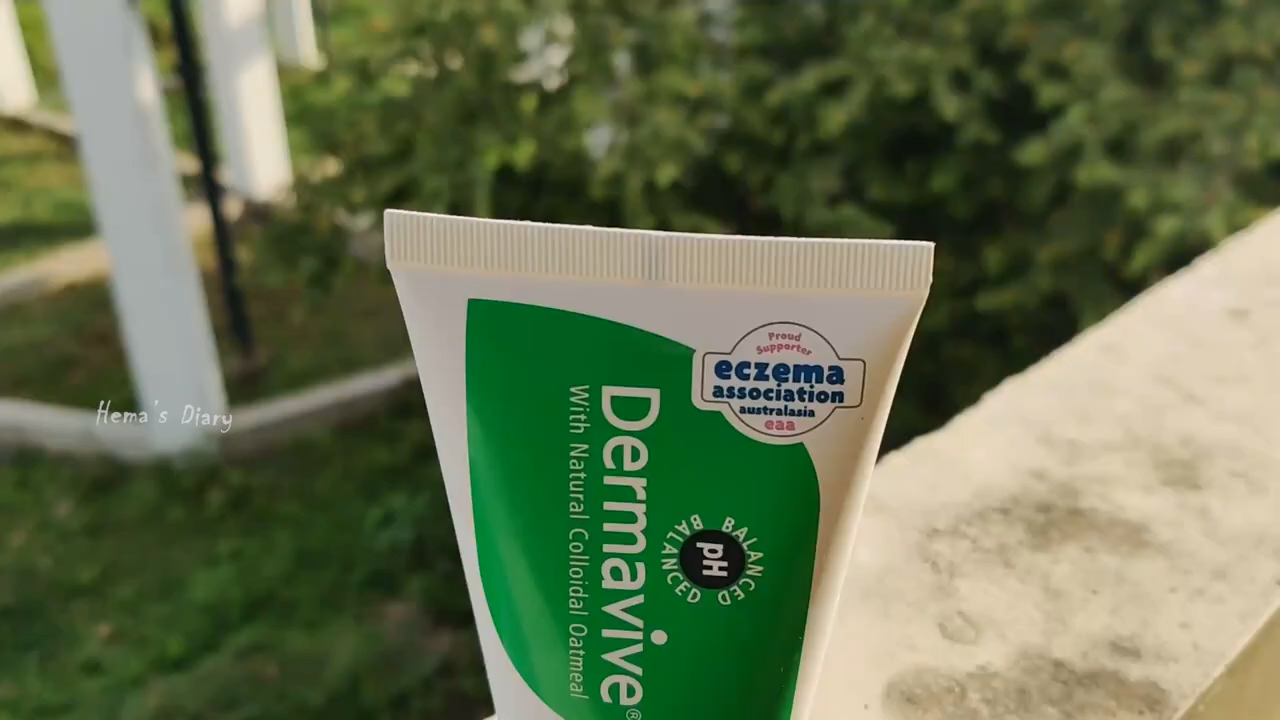 Proud
Supporter
eczema
association
australasia
eaa
Dermavive®
With Natural Colloidal Oatmeal
BALANCED
pH
BALANCED
Hema's Diary